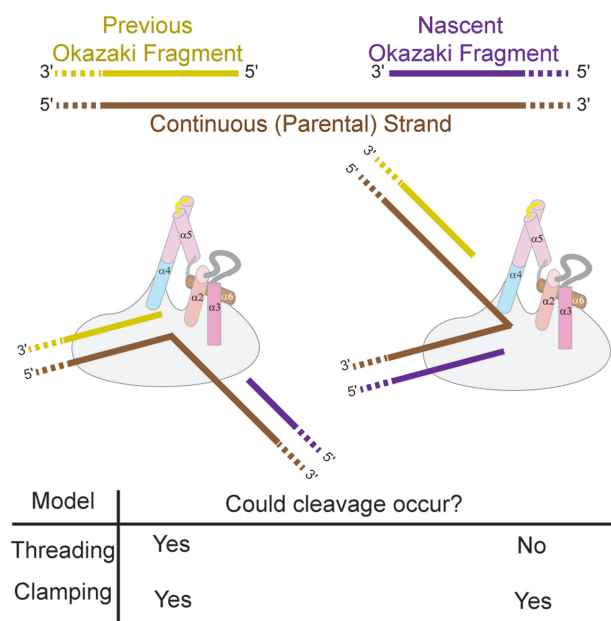 Previous
Okazaki Fragment
Nascent
Okazaki Fragment
3' 5' 3' 5'
5' 3'
Continuous (Parental) Strand
3'
5'
α5
α4
α2
α3
α6
3'
5'
5'
3'
α5
α4
α2
α3
α6
3'
5'
Model Could cleavage occur?
Threading Yes No
Clamping Yes Yes